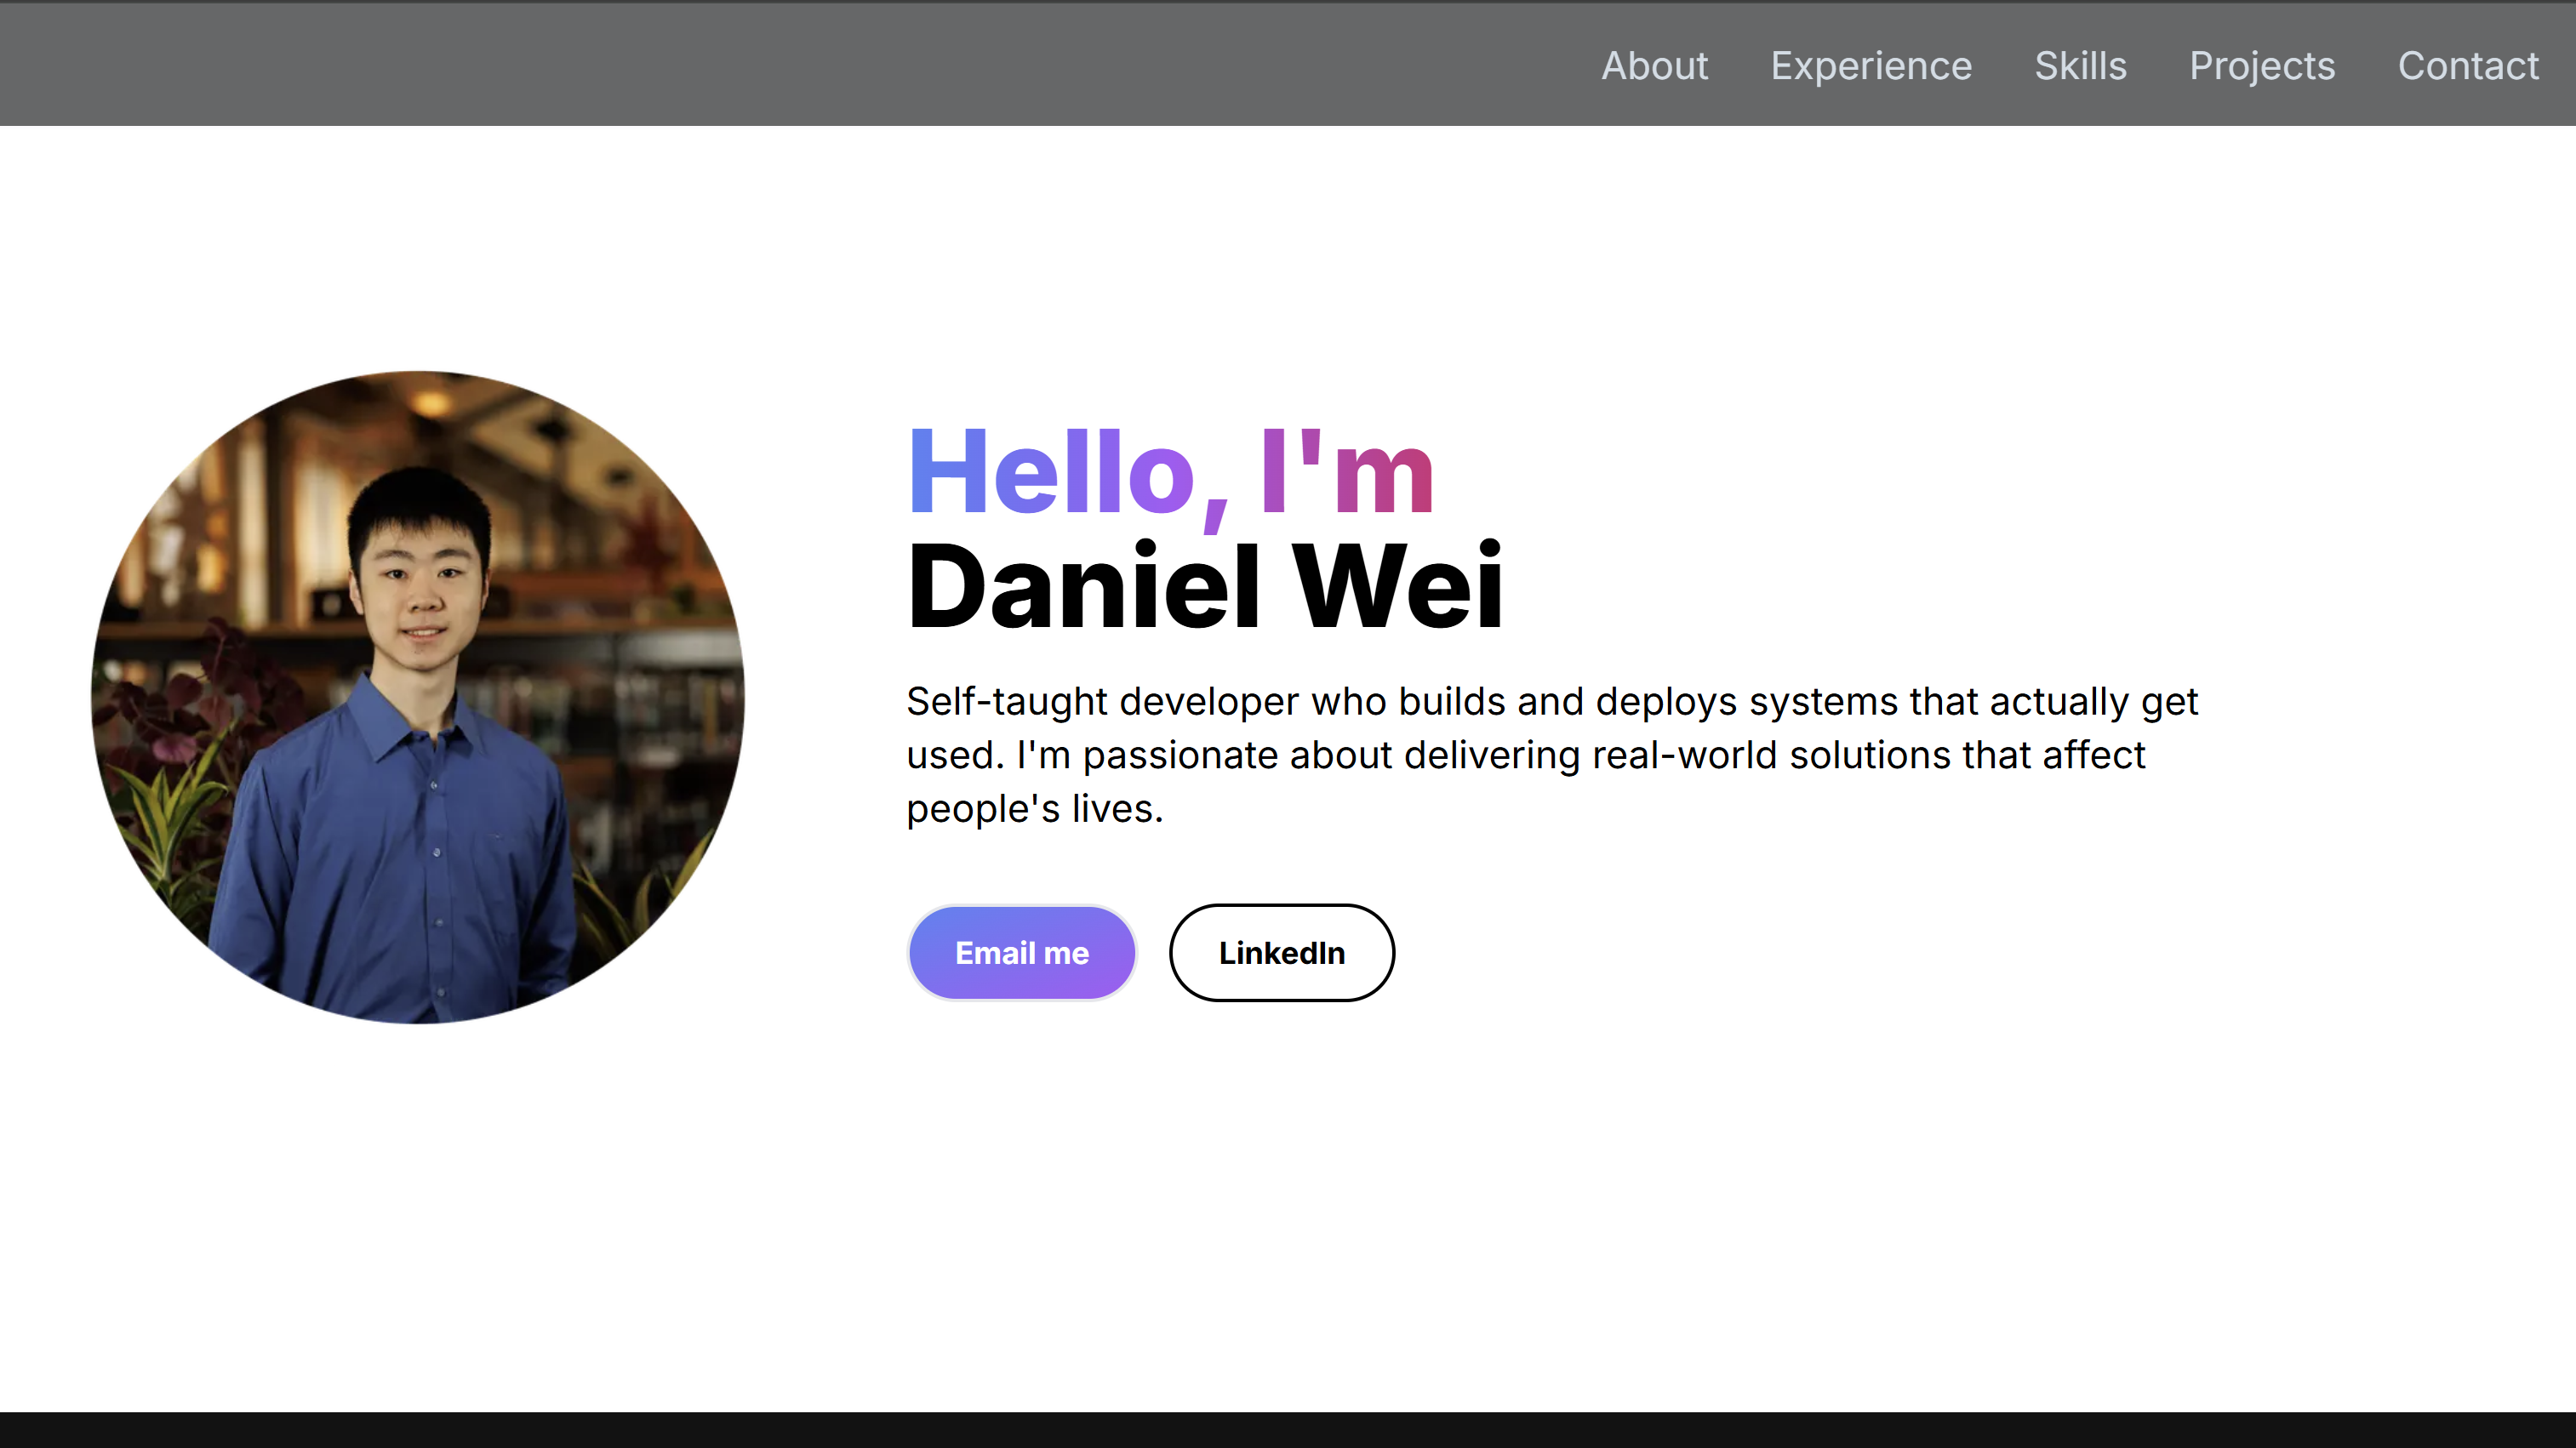 About Experience Skills Projects Contact
Hello, I'm
Daniel Wei
Self-taught developer who builds and deploys systems that actually get
used. I'm passionate about delivering real-world solutions that affect
people's lives.
Email me LinkedIn